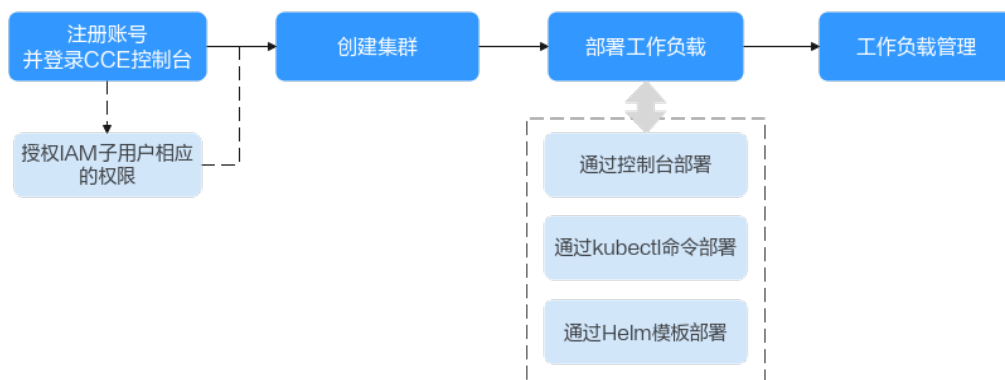 注册账号
并登录CCE控制台
创建集群
部署工作负载
工作负载管理
授权IAM子用户相应
的权限
通过控制台部署
通过kubectl命令部署
通过Helm模板部署